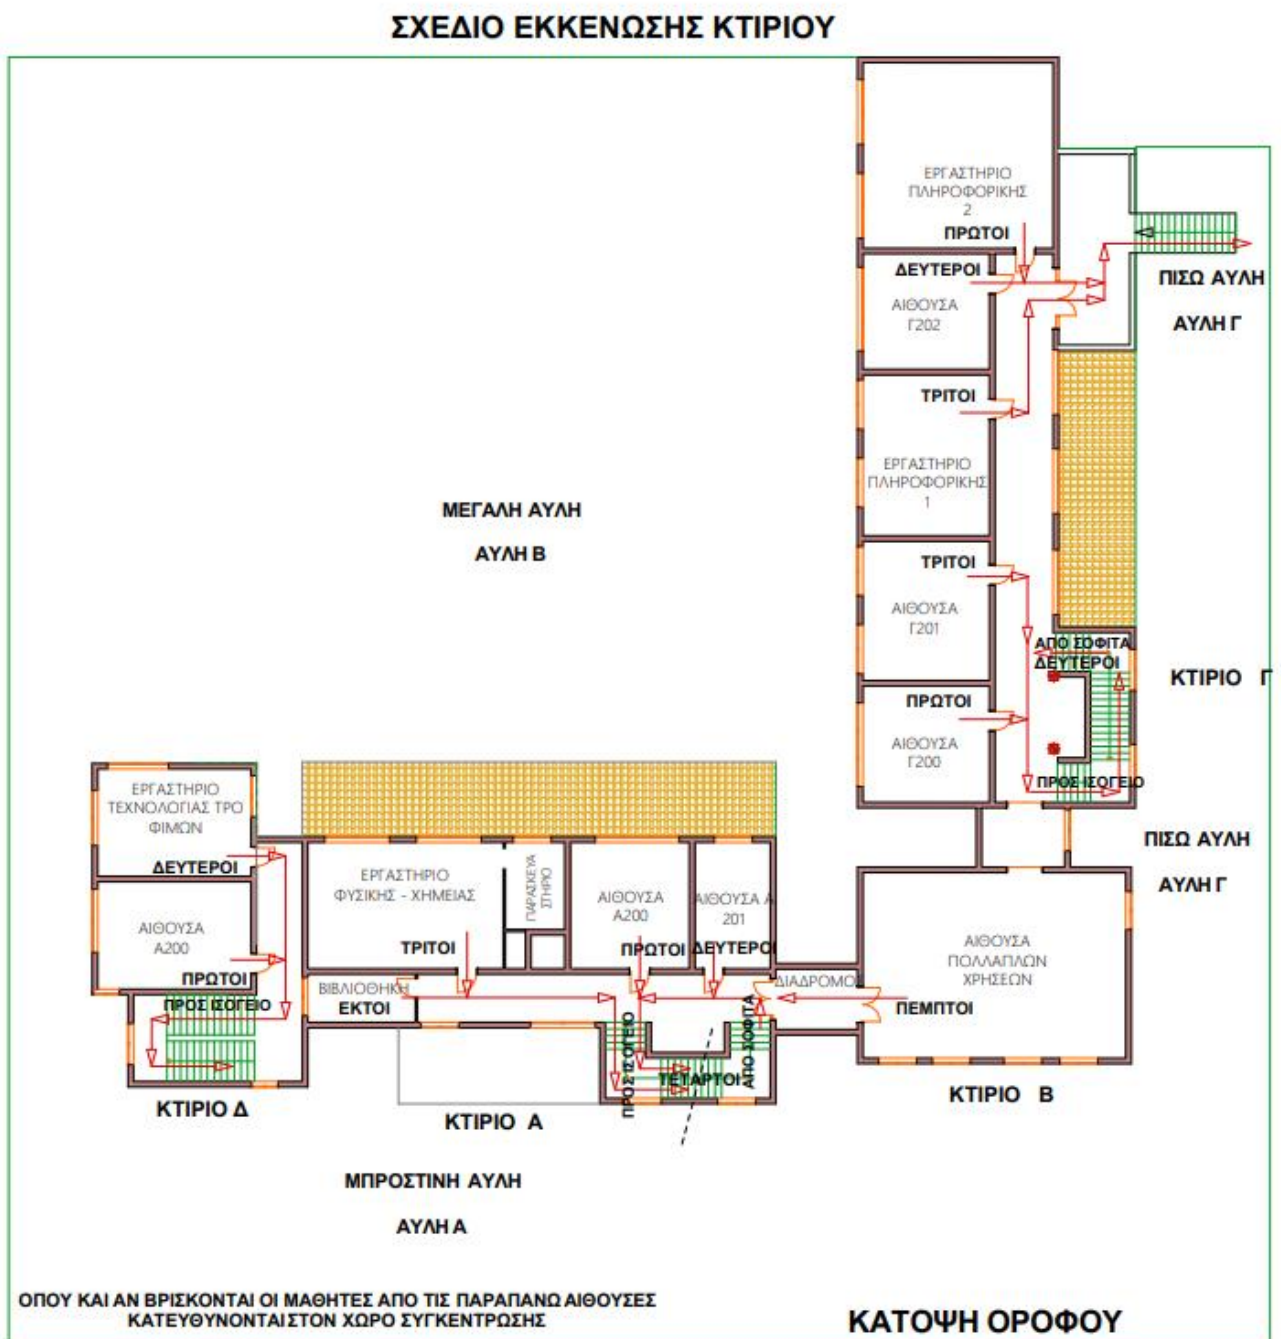 ΣΧΕΔΙΟ ΕΚΚΕΝΩΣΗΣ ΚΤΙΡΙΟΥ
ΕΡΓΑΣΤΗΡΙΟ
ΠΛΗΡΟΦΟΡΙΚΗΣ
2
ΠΡΩΤΟΙ
ΔΕΥΤΕΡΟΙ
ΑΙΘΟΥΣΑ
Γ202
ΠΙΣΩ ΑΥΛΗ
ΑΥΛΗ Γ
ΤΡΙΤΟΙ
ΕΡΓΑΣΤΗΡΙΟ
ΠΛΗΡΟΦΟΡΙΚΗΣ
1
ΜΕΓΑΛΗ ΑΥΛΗ
ΑΥΛΗ Β
ΤΡΙΤΟΙ
ΑΙΘΟΥΣΑ
Γ201
ΑΠΟ ΣΟΦΙΤΑ
ΔΕΥΤΕΡΟΙ
ΚΤΙΡΙΟ Γ
ΠΡΩΤΟΙ
ΑΙΘΟΥΣΑ
Γ200
ΠΡΟΣ ΙΣΟΓΕΙΟ
ΕΡΓΑΣΤΗΡΙΟ
ΤΕΧΝΟΛΟΓΙΑΣ ΤΡΟ
ΦΙΜΩΝ
ΔΕΥΤΕΡΟΙ
ΑΙΘΟΥΣΑ
Α200
ΠΡΩΤΟΙ
ΠΡΟΣ ΙΣΟΓΕΙΟ
ΕΡΓΑΣΤΗΡΙΟ
ΦΥΣΙΚΗΣ - ΧΗΜΕΙΑΣ
ΤΡΙΤΟΙ
ΠΑΡΑΣΚΕΥΑ
ΣΤΗΡΙΟ
ΑΙΘΟΥΣΑ
Α200
ΠΡΩΤΟΙ
ΑΙΘΟΥΣΑ Α
201
ΔΕΥΤΕΡΟΙ
ΠΙΣΩ ΑΥΛΗ
ΑΥΛΗ Γ
ΑΙΘΟΥΣΑ
ΠΟΛΛΑΠΛΩΝ
ΧΡΗΣΕΩΝ
ΒΙΒΛΙΟΘΗΚΗ
ΕΚΤΟΙ
ΔΙΑΔΡΟΜΟΣ
ΠΕΜΠΤΟΙ
ΠΡΟΣ ΙΣΟΓΕΙΟ
ΤΕΤΑΡΤΟΙ
ΑΠΟ ΣΟΦΙΤΑ
ΚΤΙΡΙΟ Δ
ΚΤΙΡΙΟ Α
ΚΤΙΡΙΟ Β
ΜΠΡΟΣΤΙΝΗ ΑΥΛΗ
ΑΥΛΗ Α
ΟΠΟΥ ΚΑΙ ΑΝ ΒΡΙΣΚΟΝΤΑΙ ΟΙ ΜΑΘΗΤΕΣ ΑΠΟ ΤΙΣ ΠΑΡΑΠΑΝΩ ΑΙΘΟΥΣΕΣ
ΚΑΤΕΥΘΥΝΟΝΤΑΙ ΣΤΟΝ ΧΩΡΟ ΣΥΓΚΕΝΤΡΩΣΗΣ
ΚΑΤΟΨΗ ΟΡΟΦΟΥ